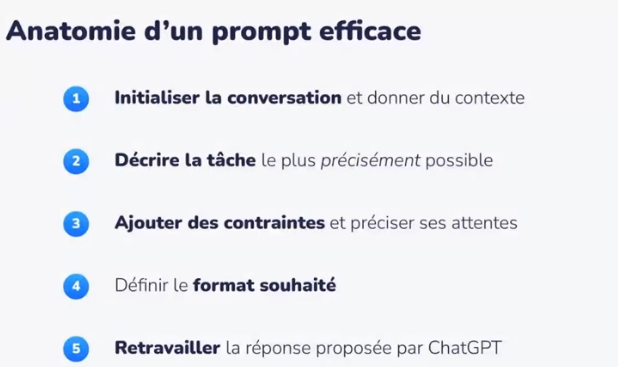 Anatomie d’un prompt efficace
1 Initialiser la conversation et donner du contexte
2 Décrire la tâche le plus précisément possible
3 Ajouter des contraintes et préciser ses attentes
4 Définir le format souhaité
5 Retravailler la réponse proposée par ChatGPT